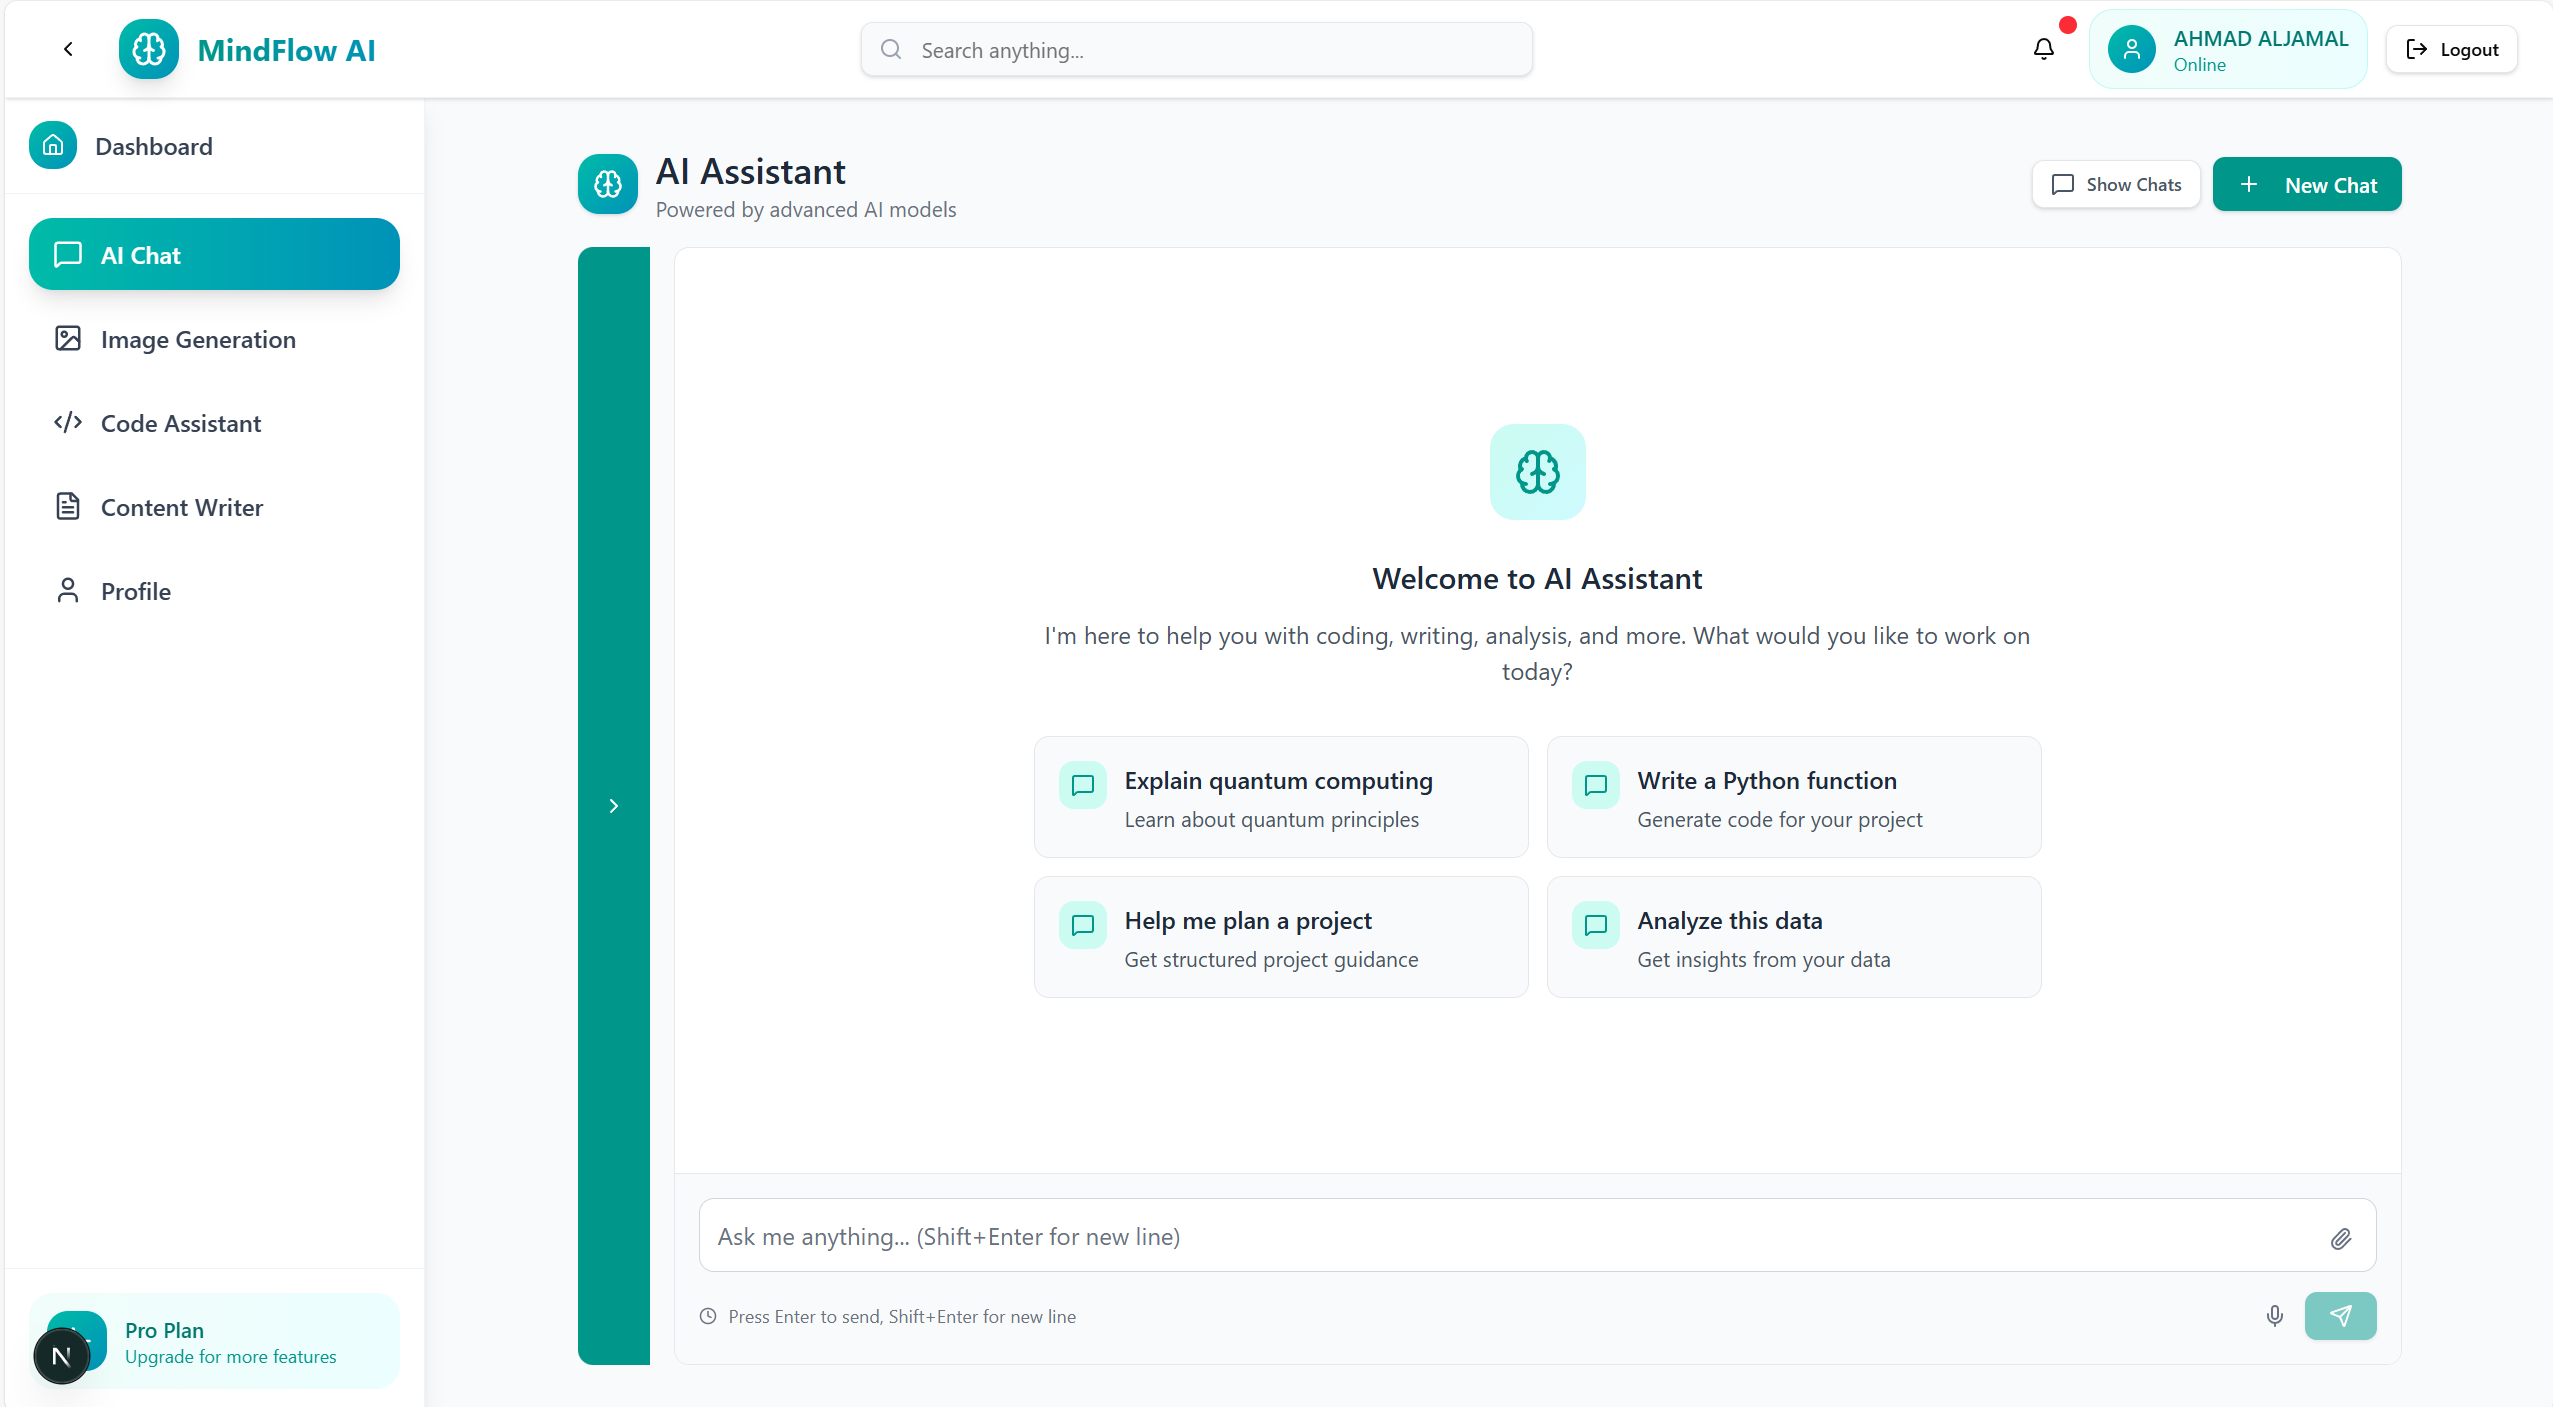 MindFlow AI
Search anything...
AHMAD ALJAMAL
Online
Logout
Dashboard
AI Chat
Image Generation
Code Assistant
Content Writer
Profile
Pro Plan
Upgrade for more features
N
AI Assistant
Powered by advanced AI models
Show Chats
New Chat
Welcome to AI Assistant
I'm here to help you with coding, writing, analysis, and more. What would you like to work on
today?
Explain quantum computing
Learn about quantum principles
Write a Python function
Generate code for your project
Help me plan a project
Get structured project guidance
Analyze this data
Get insights from your data
Ask me anything... (Shift+Enter for new line)
Press Enter to send, Shift+Enter for new line